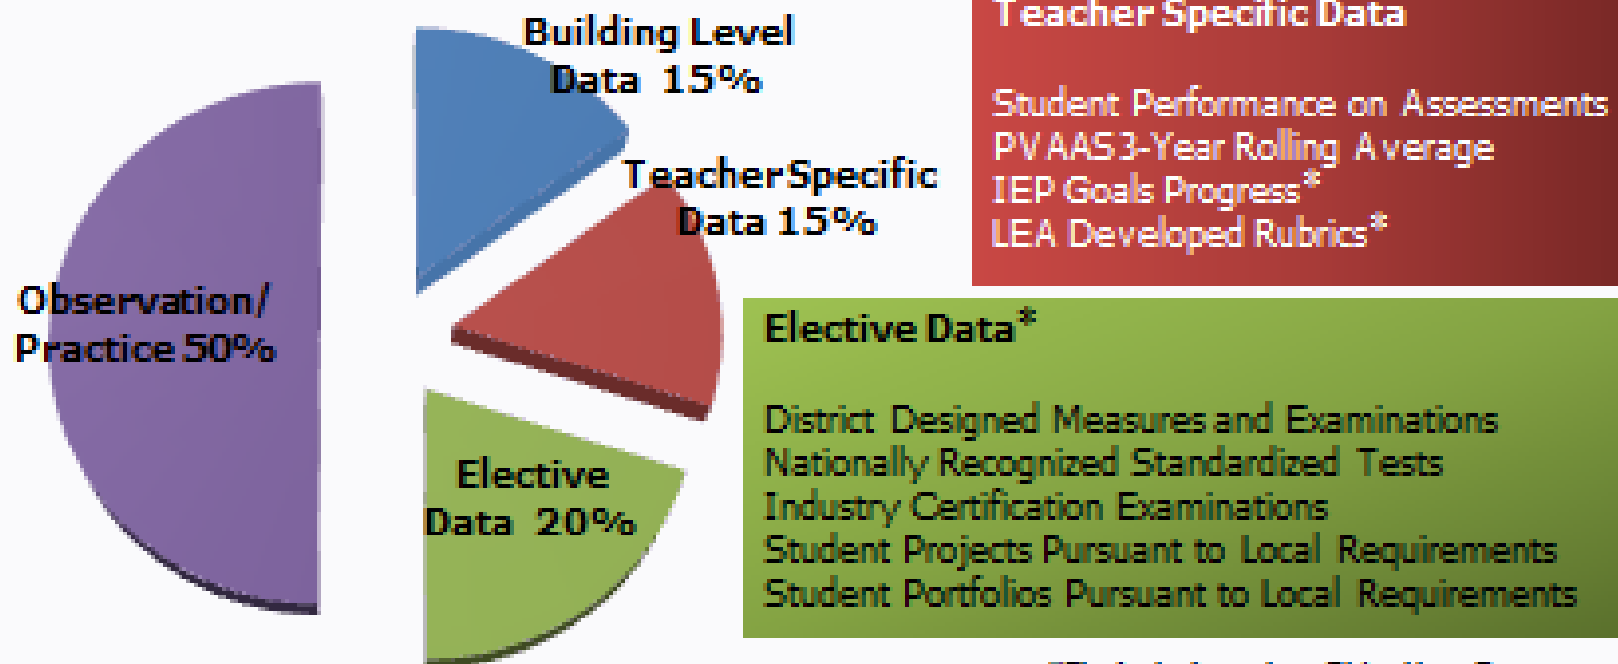 Building Level
Data 15%
Teacher Specific
Data 15%
Observation/
Practice 50%
Elective
Data 20%
Teacher Specific Data
Student Performance on Assessments
PVAAS 3-Year Rolling Average
IEP Goals Progress*
LEA Developed Rubrics*
Elective Data*
District Designed Measures and Examinations
Nationally Recognized Standardized Tests
Industry Certification Examinations
Student Projects Pursuant to Local Requirements
Student Portfolios Pursuant to Local Requirements